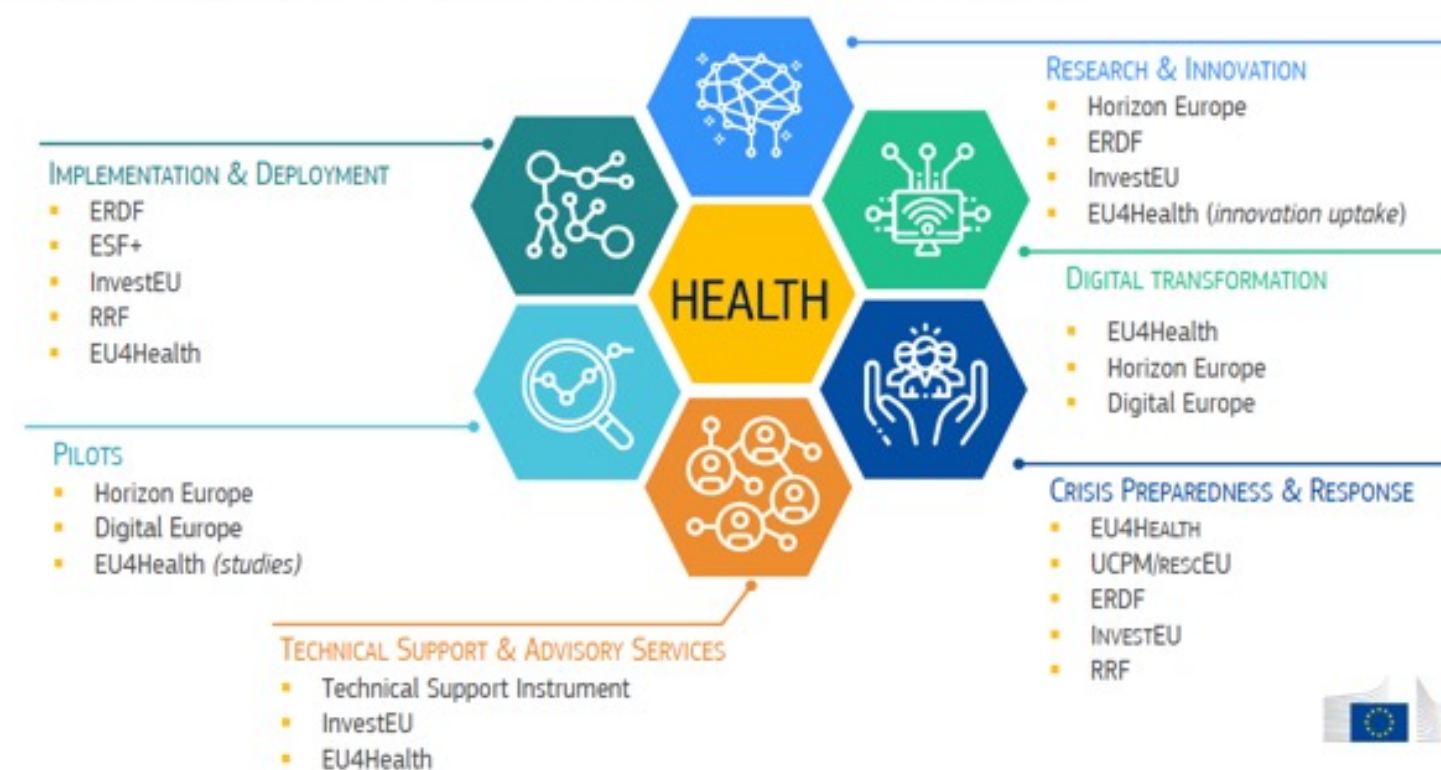 RESEARCH & INNOVATION
Horizon Europe
ERDF
InvestEU
EU4Health (innovation uptake)
IMPLEMENTATION & DEPLOYMENT
ERDF
ESF+
InvestEU
RRF
EU4Health
HEALTH
DIGITAL TRANSFORMATION
EU4Health
Horizon Europe
Digital Europe
PILOTS
Horizon Europe
Digital Europe
EU4Health (studies)
CRISIS PREPAREDNESS & RESPONSE
EU4HEALTH
UCPM/RESCEU
ERDF
INVESTEU
RRF
TECHNICAL SUPPORT & ADVISORY SERVICES
Technical Support Instrument
InvestEU
EU4Health